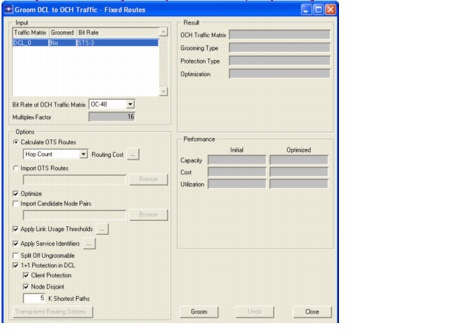 Groom DCL to OCH Traffic - Fixed Routes
Input
Traffic Matrix Groomed Bit Rate
DCL_0 No STS-3
Bit Rate of OCH Traffic Matrix OC-48
Multiplex Factor 16
Options
Calculate OTS Routes
Hop Count Routing Cost ...
Import OTS Routes
Browse
Optimize
Import Candidate Node Pairs
Browse
Apply Link Usage Thresholds ...
Apply Service Identifiers ...
Split Off Ungroomable
1+1 Protection in DCL
Client Protection
Node Disjoint
5 K Shortest Paths
Transparent Routing Options
Result
OCH Traffic Matrix
Grooming Type
Protection Type
Optimization
Performance
Initial Optimized
Capacity
Cost
Utilization
Groom Undo Close